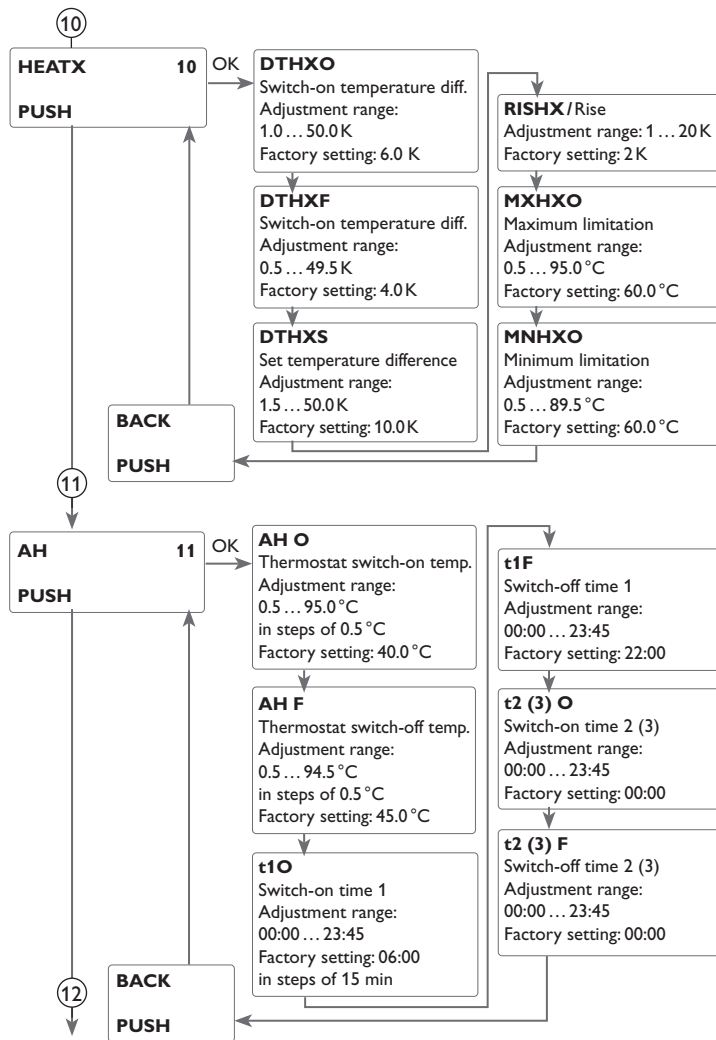 10
HEATX 10
PUSH
OK
DTHXO
Switch-on temperature diff.
Adjustment range:
1.0 … 50.0 K
Factory setting: 6.0 K
DTHXF
Switch-on temperature diff.
Adjustment range:
0.5 … 49.5 K
Factory setting: 4.0 K
DTHXS
Set temperature difference
Adjustment range:
1.5 … 50.0 K
Factory setting: 10.0 K
RISHX / Rise
Adjustment range: 1 … 20 K
Factory setting: 2 K
MXHXO
Maximum limitation
Adjustment range:
0.5 … 95.0 °C
Factory setting: 60.0 °C
MNHXO
Minimum limitation
Adjustment range:
0.5 … 89.5 °C
Factory setting: 60.0 °C
BACK
PUSH
11
AH 11
PUSH
OK
AH O
Thermostat switch-on temp.
Adjustment range:
0.5 … 95.0 °C
in steps of 0.5 °C
Factory setting: 40.0 °C
AH F
Thermostat switch-off temp.
Adjustment range:
0.5 … 94.5 °C
in steps of 0.5 °C
Factory setting: 45.0 °C
t1O
Switch-on time 1
Adjustment range:
00:00 … 23:45
Factory setting: 06:00
in steps of 15 min
t1F
Switch-off time 1
Adjustment range:
00:00 … 23:45
Factory setting: 22:00
t2 (3) O
Switch-on time 2 (3)
Adjustment range:
00:00 … 23:45
Factory setting: 00:00
t2 (3) F
Switch-off time 2 (3)
Adjustment range:
00:00 … 23:45
Factory setting: 00:00
BACK
PUSH
12